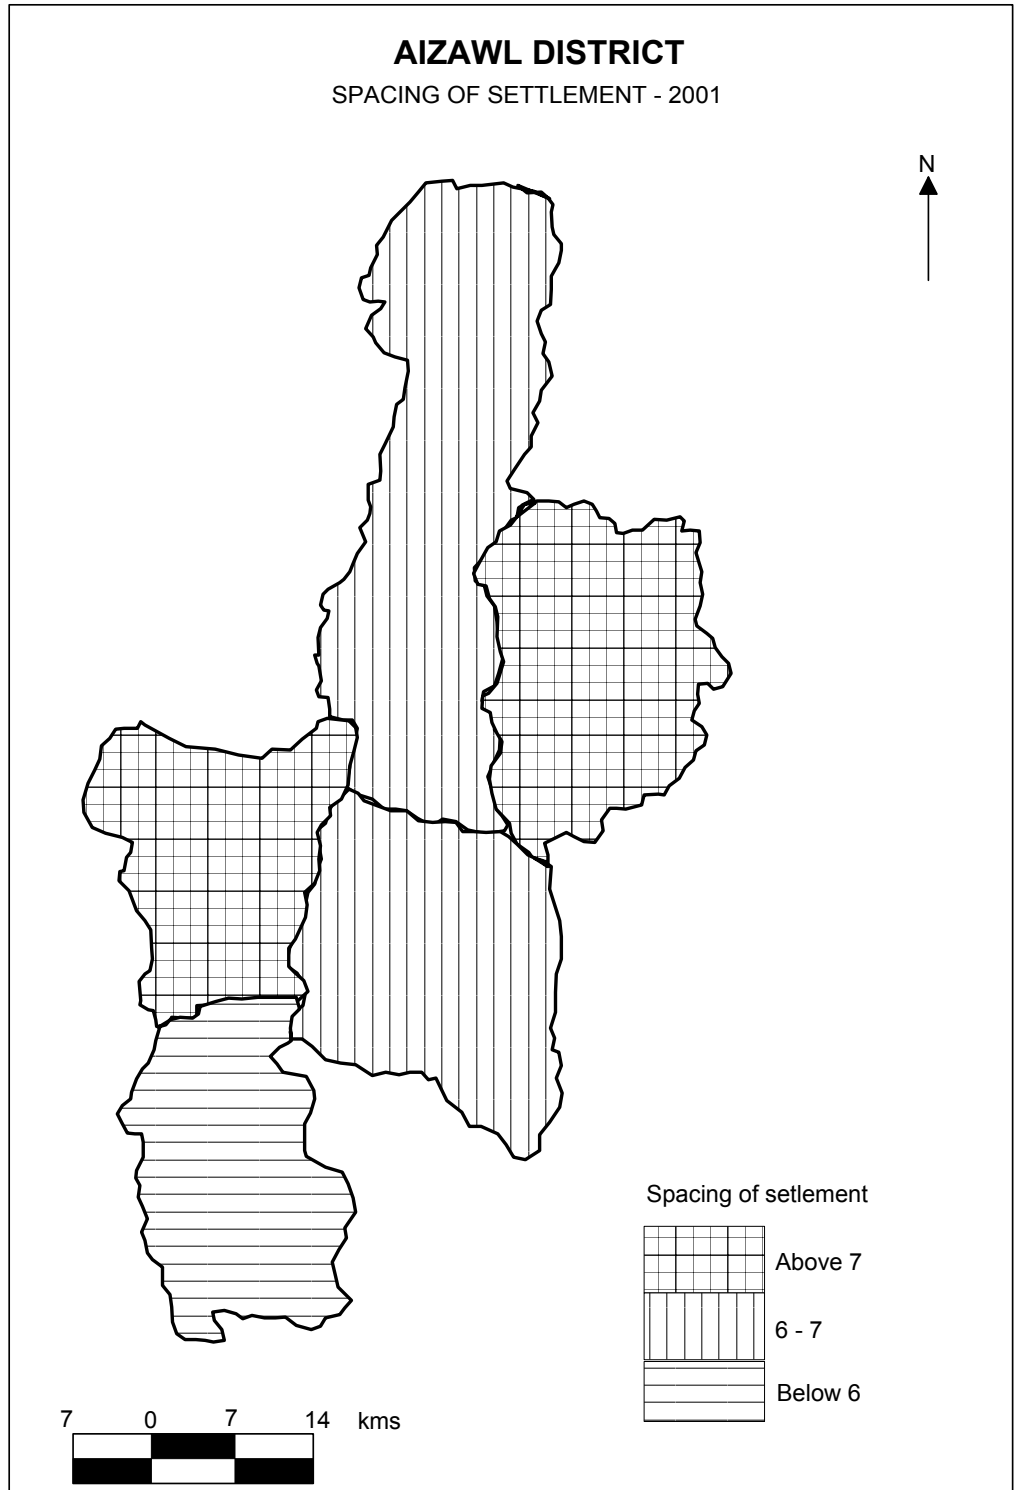 AIZAWL DISTRICT
SPACING OF SETTLEMENT - 2001
N
Spacing of setlement
Above 7
6 - 7
Below 6
7 0 7 14 kms